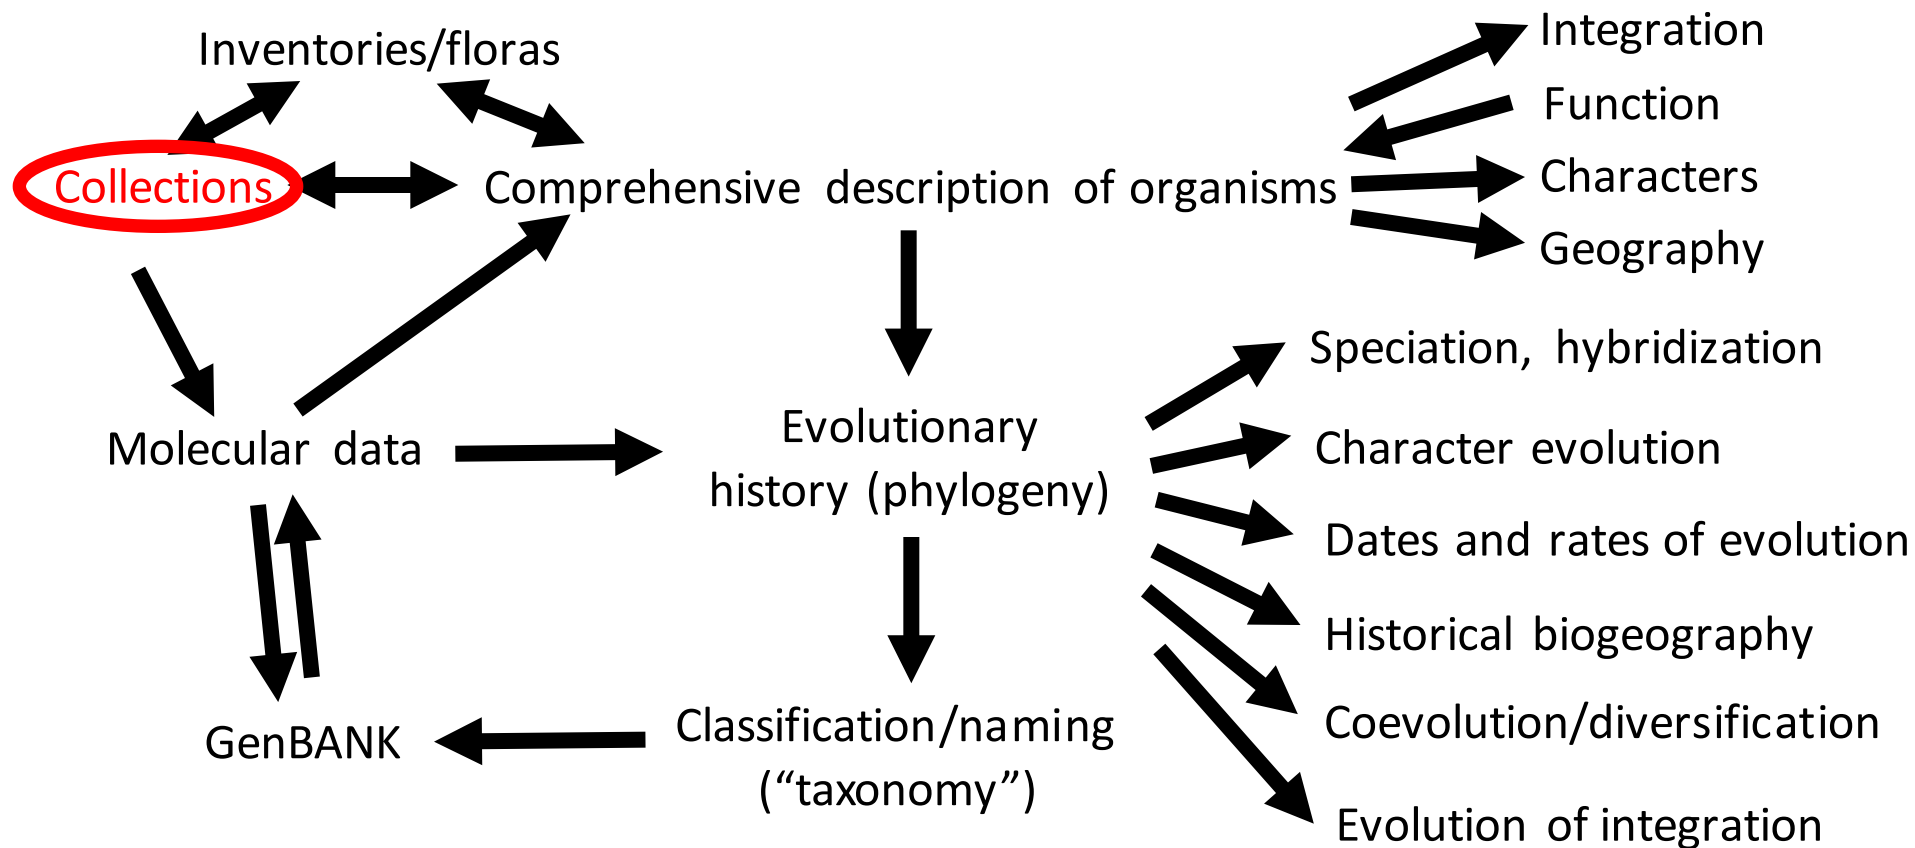 Inventories/floras
Integration
Function
Collections
Comprehensive description of organisms
Characters
Geography
Speciation, hybridization
Molecular data
Evolutionary
history (phylogeny)
Character evolution
Dates and rates of evolution
Historical biogeography
GenBANK
Classification/naming
(“taxonomy”)
Coevolution/diversification
Evolution of integration